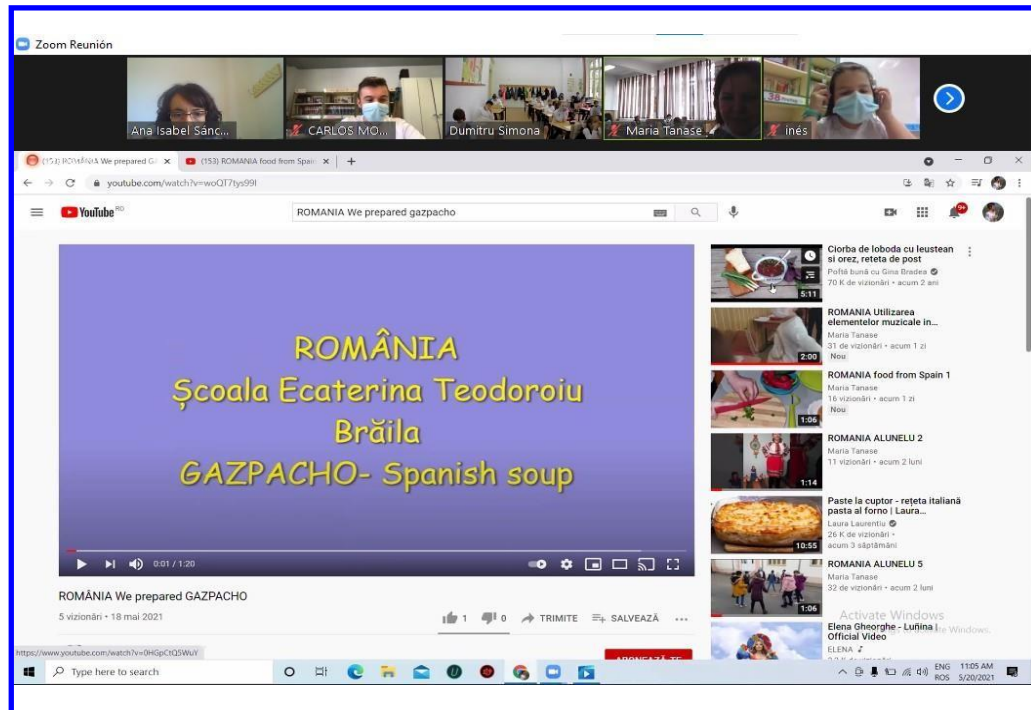 Zoom Reunión
Ana Isabel Sánc...
CARLOS MO...
Dumitru Simona
Maria Tanase
inés
(153) ROMÂNIA We prepared G
(153) ROMANIA food from Spain
youtube.com/watch?v=woQT7tys99I
YouTube RO
ROMANIA We prepared gazpacho
9+
ROMÂNIA
Școala Ecaterina Teodoroiu
Brăila
GAZPACHO- Spanish soup
0:01 / 1:20
ROMÂNIA We prepared GAZPACHO
5 vizionări • 18 mai 2021
1
0
TRIMITE
SALVEAZĂ
ABONEAZĂ-TE
Ciorba de loboda cu leustean
si orez, reteta de post
Poftă bună cu Gina Bradea
70 K de vizionări • acum 2 ani
5:11
ROMANIA Utilizarea
elementelor muzicale in...
Maria Tanase
31 de vizionări • acum 1 zi
Nou
2:00
ROMANIA food from Spain 1
Maria Tanase
16 vizionări • acum 1 zi
Nou
1:06
ROMANIA ALUNELU 2
Maria Tanase
11 vizionări • acum 2 luni
1:14
Paste la cuptor - rețeta italiană
pasta al forno | Laura...
Laura Laurentiu
26 K de vizionări •
acum 3 săptămâni
10:55
ROMANIA ALUNELU 5
Maria Tanase
32 de vizionări • acum 2 luni
1:06
Elena Gheorghe - Luñina |
Official Video
ELENA
Activate Windows
https://www.youtube.com/watch?v=0HGpCtQ5WuY
Type here to search
ENG
ROS
11:05 AM
5/20/2021